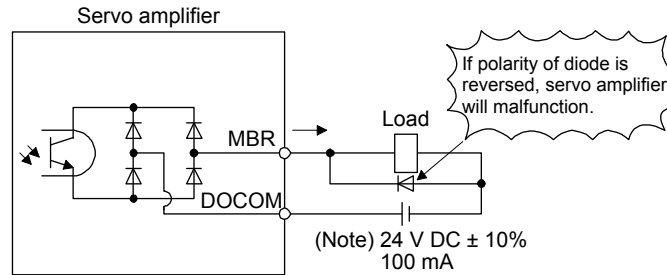 Servo amplifier
If polarity of diode is
reversed, servo amplifier
will malfunction.
Load
MBR
DOCOM
(Note) 24 V DC ± 10%
100 mA